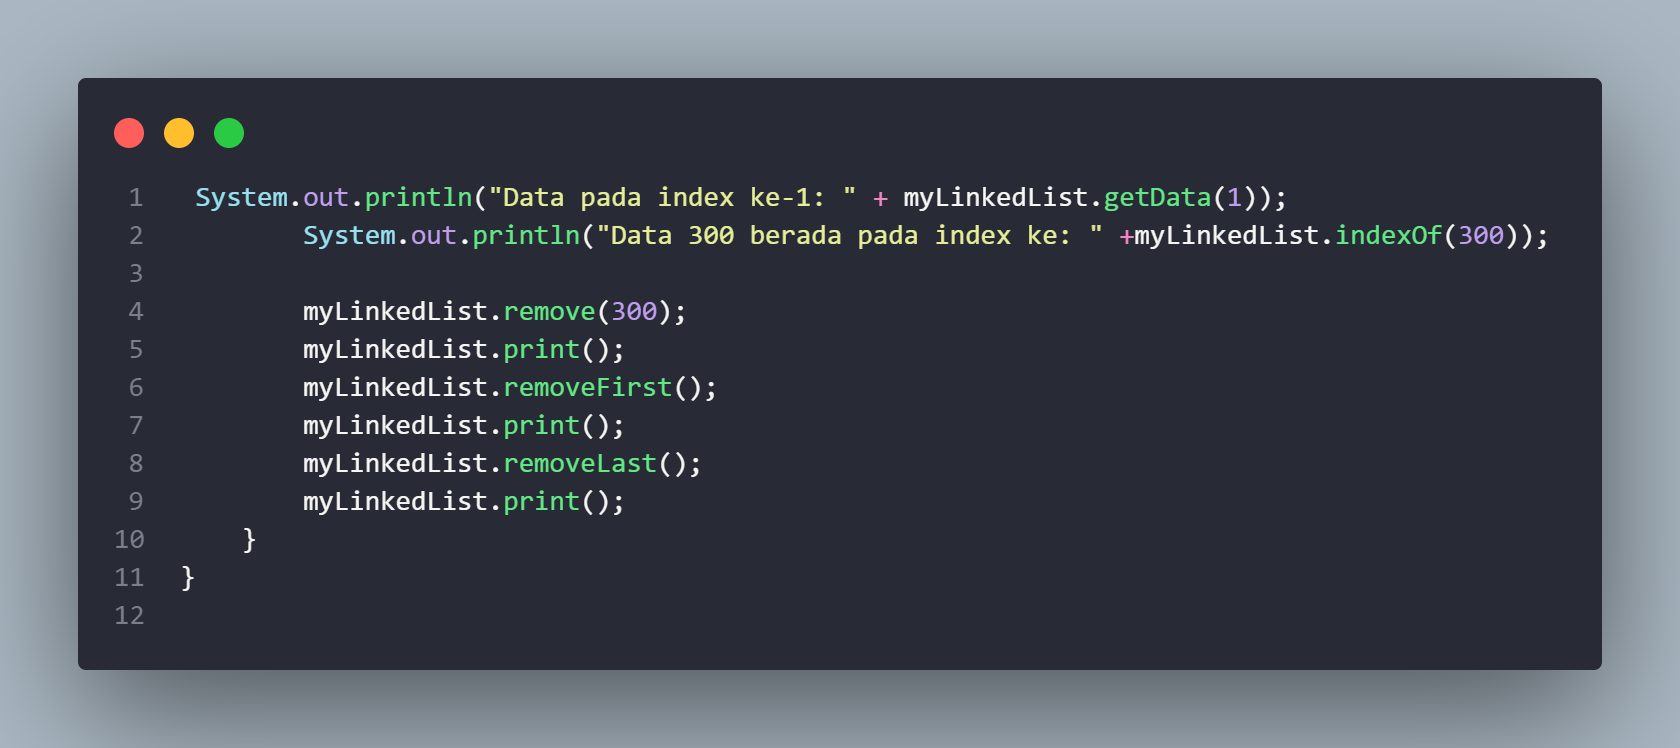 1 System.out.println("Data pada index ke-1: " + myLinkedList.getData(1));
2 System.out.println("Data 300 berada pada index ke: " +myLinkedList.indexOf(300));
3
4 myLinkedList.remove(300);
5 myLinkedList.print();
6 myLinkedList.removeFirst();
7 myLinkedList.print();
8 myLinkedList.removeLast();
9 myLinkedList.print();
10 }
11 }
12